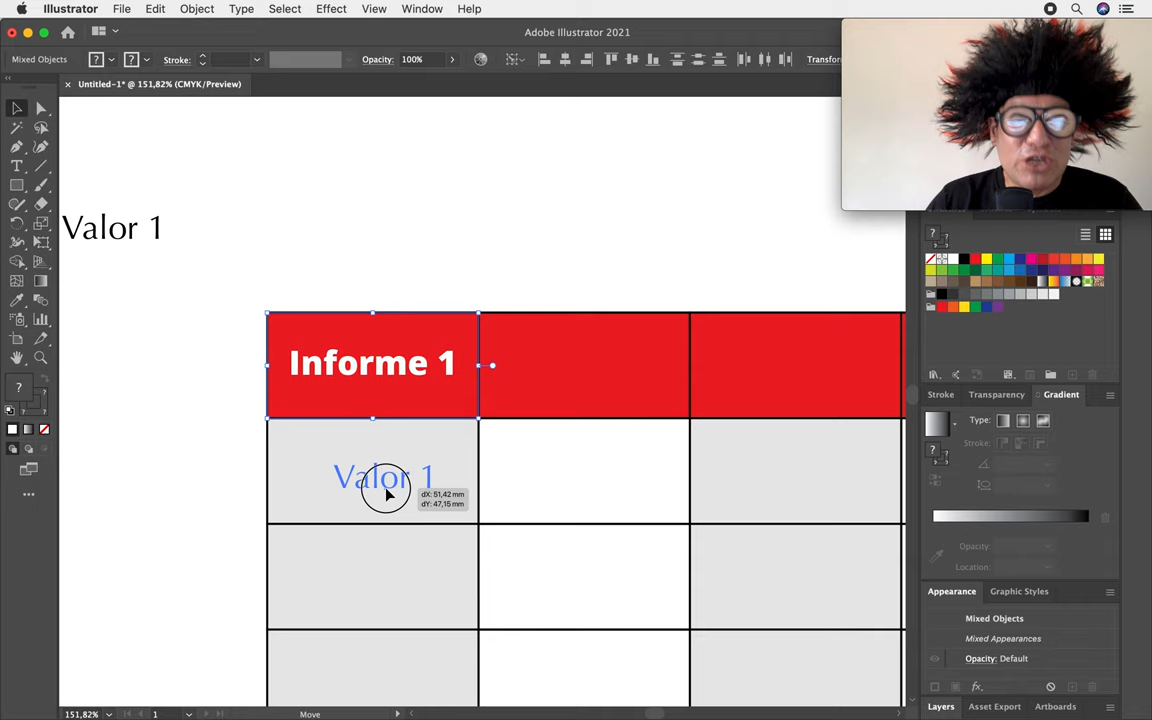 Illustrator File Edit Object Type Select Effect View Window Help
Adobe Illustrator 2021
Mixed Objects ? ? Stroke: Opacity: 100% Transform
× Untitled-1* @ 151,82% (CMYK/Preview)
Valor 1
Informe 1
Valor 1
dX: 51,42 mm
dY: 47,15 mm
?
?
Stroke Transparency Gradient
Type:
Stroke:
?
Opacity:
Location:
Appearance Graphic Styles
Mixed Objects
Mixed Appearances
Opacity: Default
fx
Layers Asset Export Artboards
151,82% 1 Move